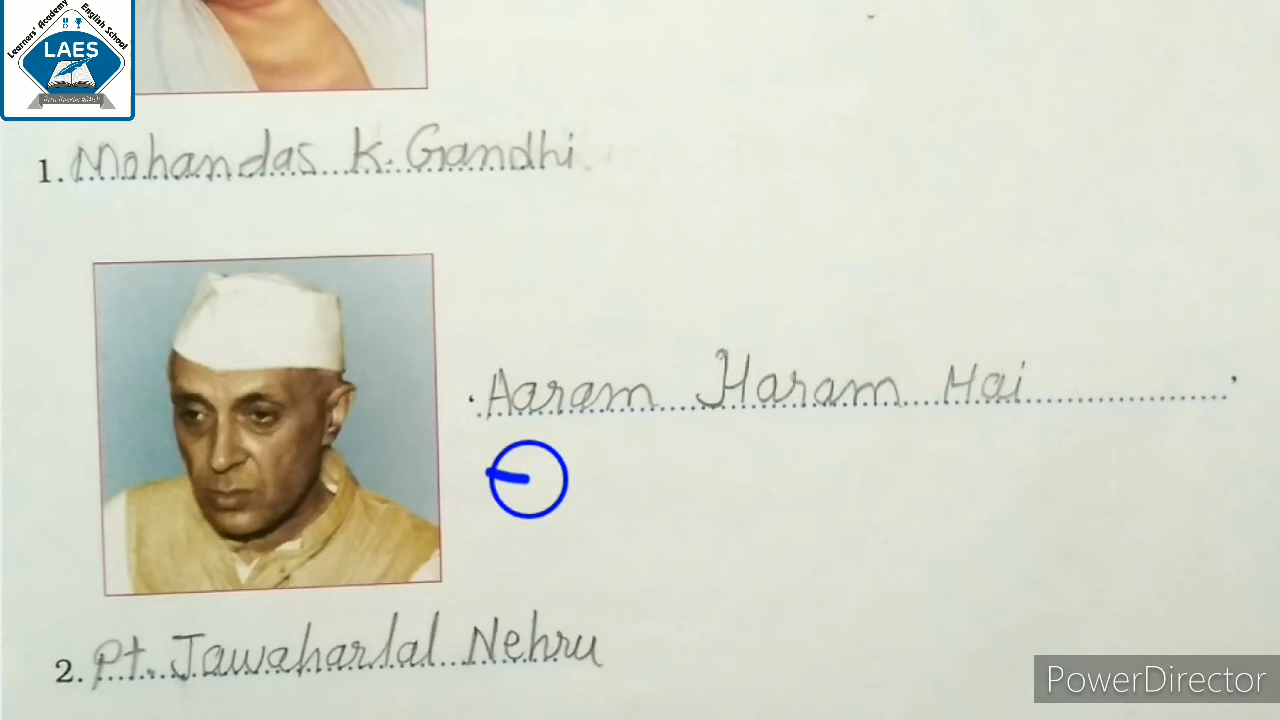 Learners' Academy English School
LAES
1. Mohandas K. Gandhi
Aaram Haram Hai
2. Pt. Jawaharlal Nehru
PowerDirector